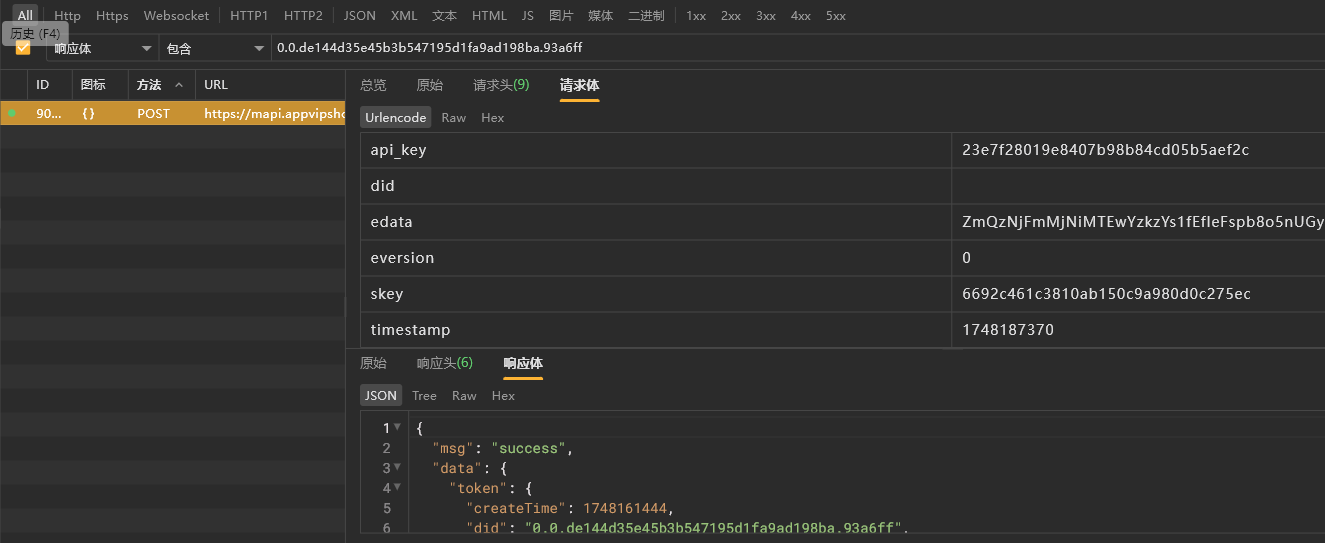 All Http Https Websocket HTTP1 HTTP2 JSON XML 文本 HTML JS 图片 媒体 二进制 1xx 2xx 3xx 4xx 5xx
历史 (F4)
响应体 包含 0.0.de144d35e45b3b547195d1fa9ad198ba.93a6ff
ID 图标 方法 URL
90... {} POST https://mapi.appvipsho
总览 原始 请求头(9) 请求体
Urlencode Raw Hex
api_key 23e7f28019e8407b98b84cd05b5aef2c
did
edata ZmQzNjFmMjNiMTEwYzkzYs1fEfIeFspb8o5nUGy
eversion 0
skey 6692c461c3810ab150c9a980d0c275ec
timestamp 1748187370
原始 响应头(6) 响应体
JSON Tree Raw Hex
1 {
2 "msg": "success",
3 "data": {
4 "token": {
5 "createTime": 1748161444,
6 "did": "0.0.de144d35e45b3b547195d1fa9ad198ba.93a6ff",